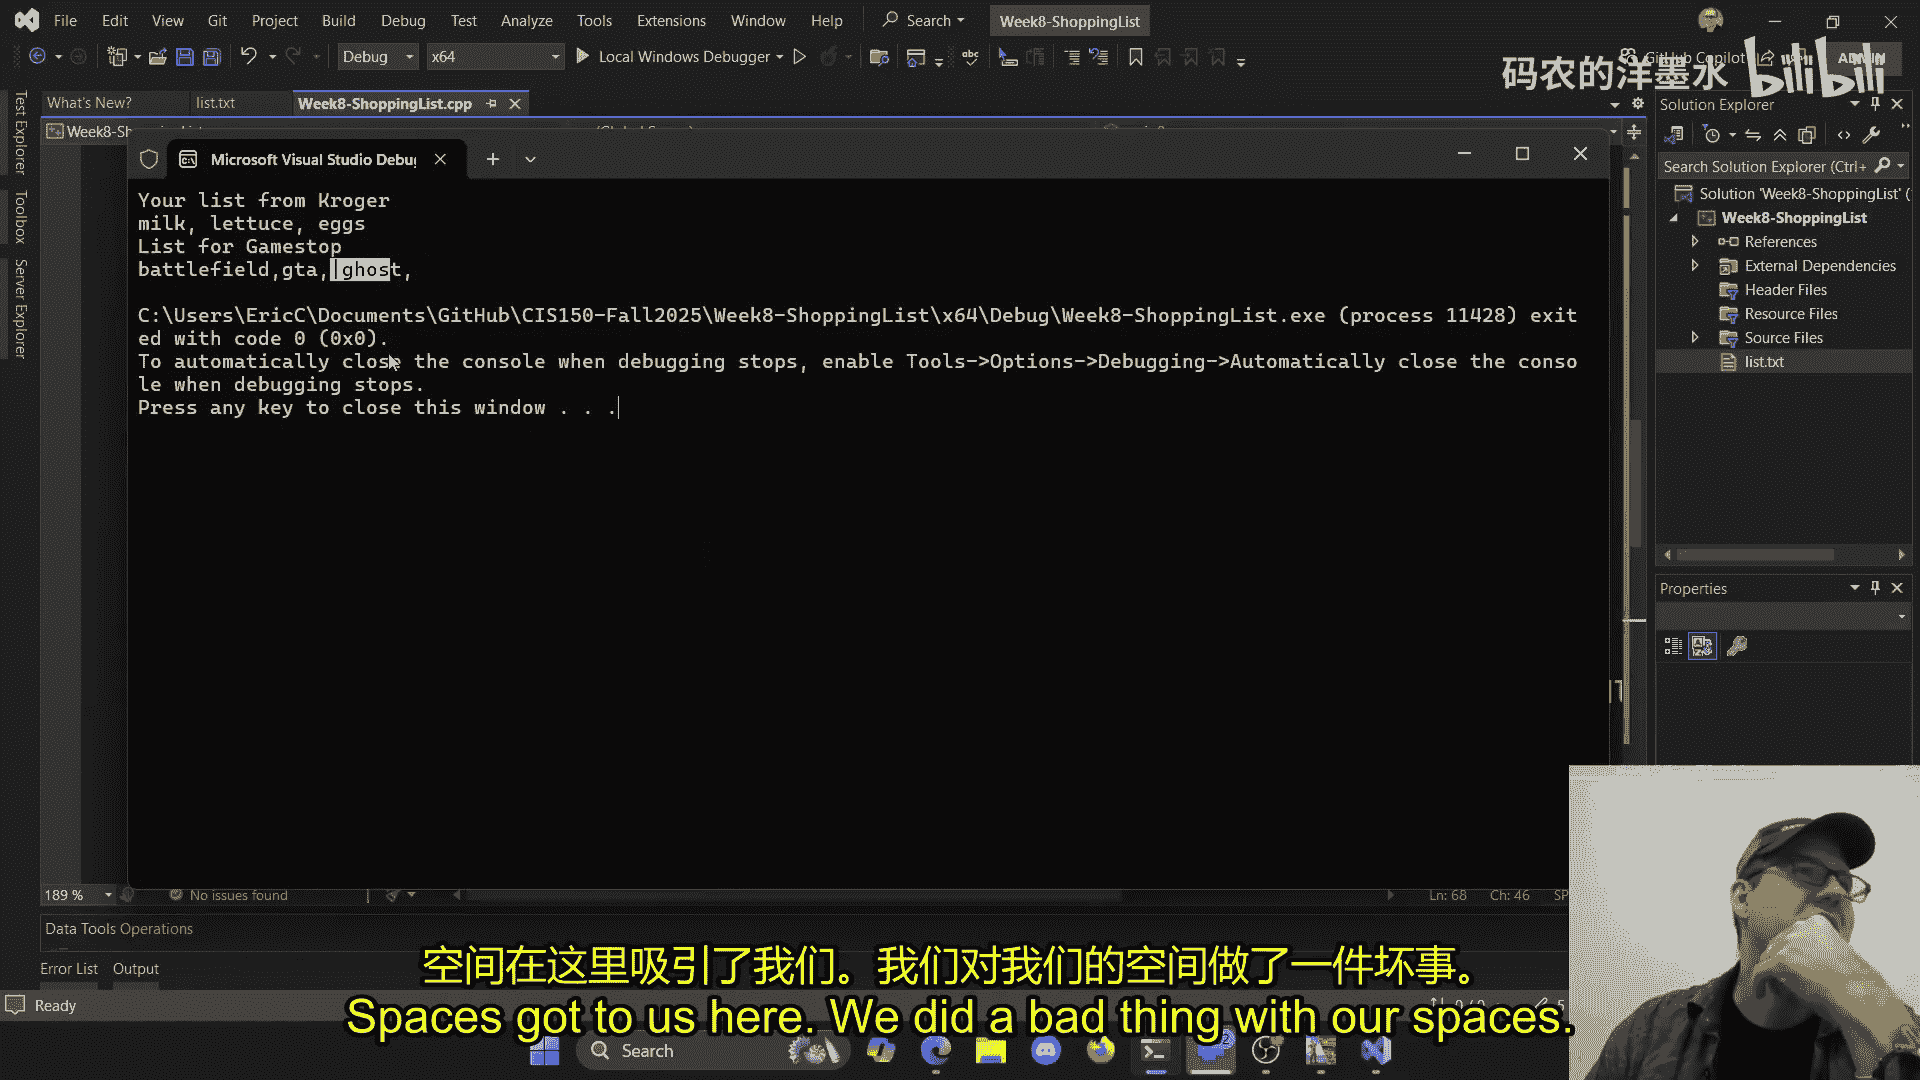 File Edit View Git Project Build Debug Test Analyze Tools Extensions Window Help Search Week8-ShoppingList
Debug x64 Local Windows Debugger GitHub Copilot ADMIN
码农的洋墨水 bilibili
What's New? list.txt Week8-ShoppingList.cpp
Solution Explorer
Test Explorer
Toolbox
Server Explorer
Microsoft Visual Studio Debu
Your list from Kroger
milk, lettuce, eggs
List for Gamestop
battlefield,gta,|ghost,
C:\Users\EricC\Documents\GitHub\CIS150-Fall2025\Week8-ShoppingList\x64\Debug\Week8-ShoppingList.exe (process 11428) exit
ed with code 0 (0x0).
To automatically close the console when debugging stops, enable Tools->Options->Debugging->Automatically close the conso
le when debugging stops.
Press any key to close this window . . .
Search Solution Explorer (Ctrl+
Solution 'Week8-ShoppingList' (
Week8-ShoppingList
References
External Dependencies
Header Files
Resource Files
Source Files
list.txt
Properties
189 % No issues found Ln: 68 Ch: 46 SP
Data Tools Operations
Error List Output
Ready
空间在这里吸引了我们。我们对我们的空间做了一件坏事。
Spaces got to us here. We did a bad thing with our spaces.
Search